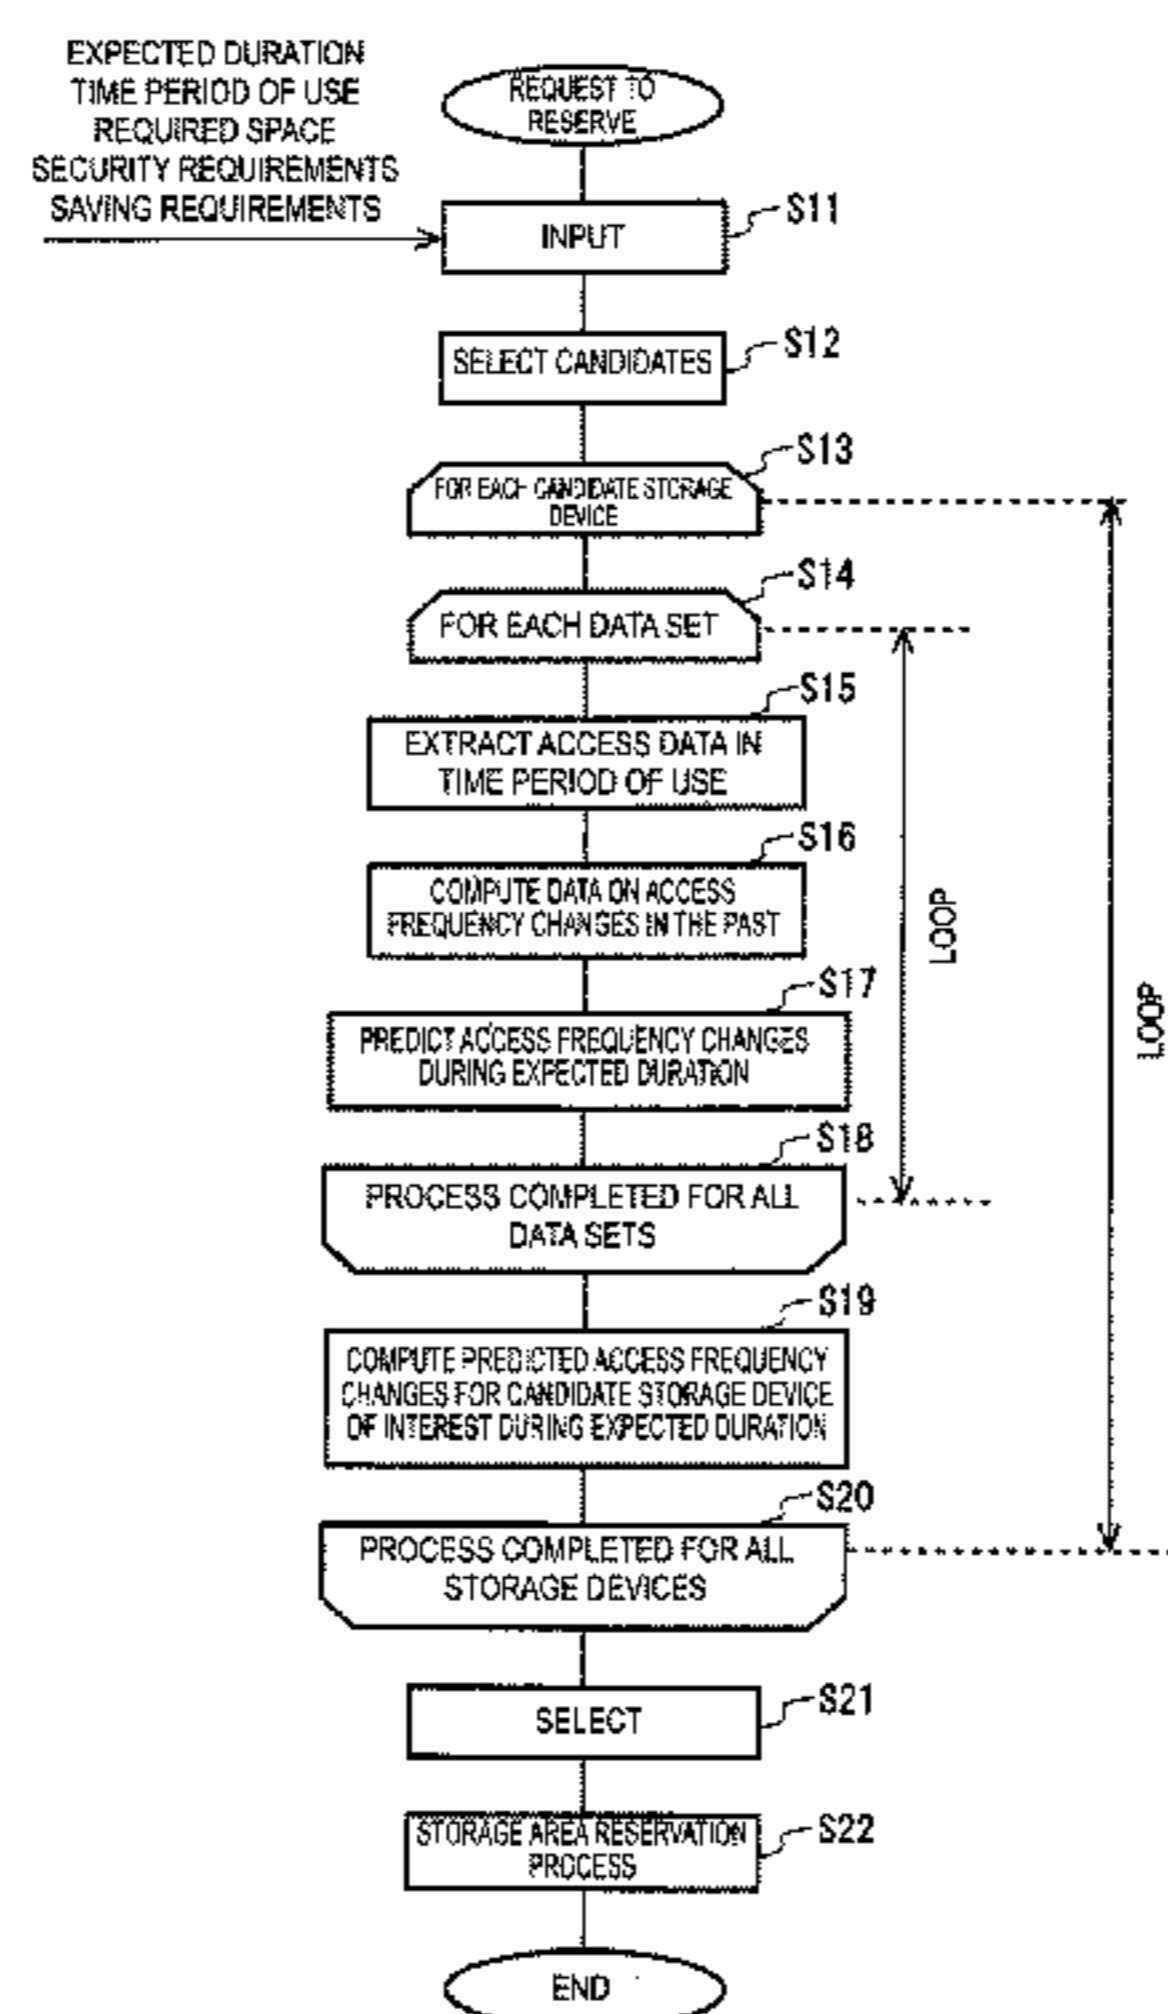 EXPECTED DURATION
TIME PERIOD OF USE
REQUIRED SPACE
SECURITY REQUIREMENTS
SAVING REQUIREMENTS
REQUEST TO
RESERVE
INPUT
S11
SELECT CANDIDATES
S12
FOR EACH CANDIDATE STORAGE
DEVICE
S13
FOR EACH DATA SET
S14
EXTRACT ACCESS DATA IN
TIME PERIOD OF USE
S15
COMPUTE DATA ON ACCESS
FREQUENCY CHANGES IN THE PAST
S16
LOOP
LOOP
PREDICT ACCESS FREQUENCY CHANGES
DURING EXPECTED DURATION
S17
PROCESS COMPLETED FOR ALL
DATA SETS
S18
COMPUTE PREDICTED ACCESS FREQUENCY
CHANGES FOR CANDIDATE STORAGE DEVICE
OF INTEREST DURING EXPECTED DURATION
S19
PROCESS COMPLETED FOR ALL
STORAGE DEVICES
S20
SELECT
S21
STORAGE AREA RESERVATION
PROCESS
S22
END